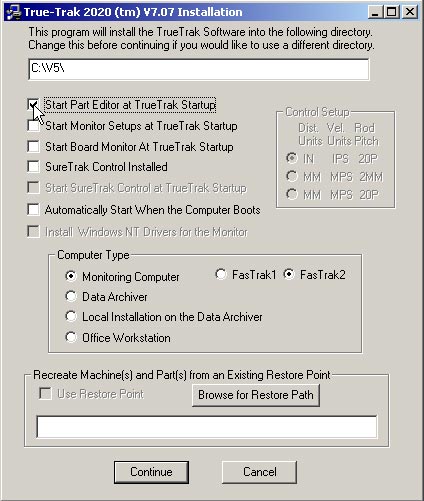 True-Trak 2020 (tm) V7.07 Installation
This program will install the TrueTrak Software into the following directory.
Change this before continuing if you would like to use a different directory.
C:\V5\
Start Part Editor at TrueTrak Startup
Start Monitor Setups at TrueTrak Startup
Start Board Monitor At TrueTrak Startup
SureTrak Control Installed
Start SureTrak Control at TrueTrak Startup
Automatically Start When the Computer Boots
Install Windows NT Drivers for the Monitor
Control Setup
Dist. Vel. Rod
Units Units Pitch
IN IPS 20P
MM MPS 2MM
MM MPS 20P
Computer Type
Monitoring Computer FasTrak1 FasTrak2
Data Archiver
Local Installation on the Data Archiver
Office Workstation
Recreate Machine(s) and Part(s) from an Existing Restore Point
Use Restore Point Browse for Restore Path
Continue Cancel